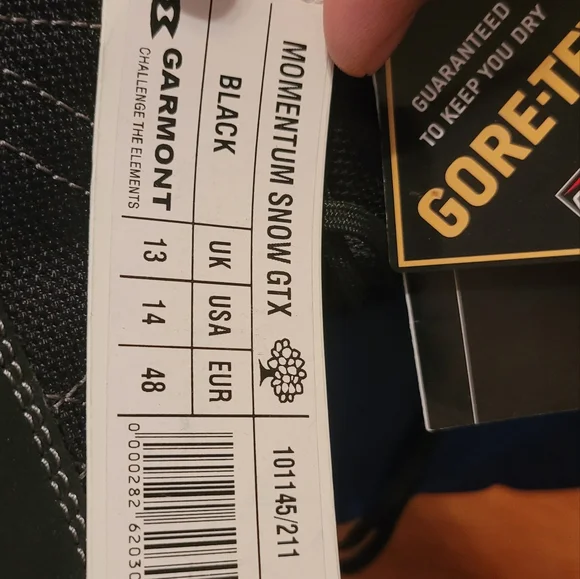 MOMENTUM SNOW GTX
101145/211
BLACK
UK USA EUR
GARMONT
13 14 48
CHALLENGE THE ELEMENTS
0 000282 62030
GUARANTEED
TO KEEP YOU DRY
GORE-TE